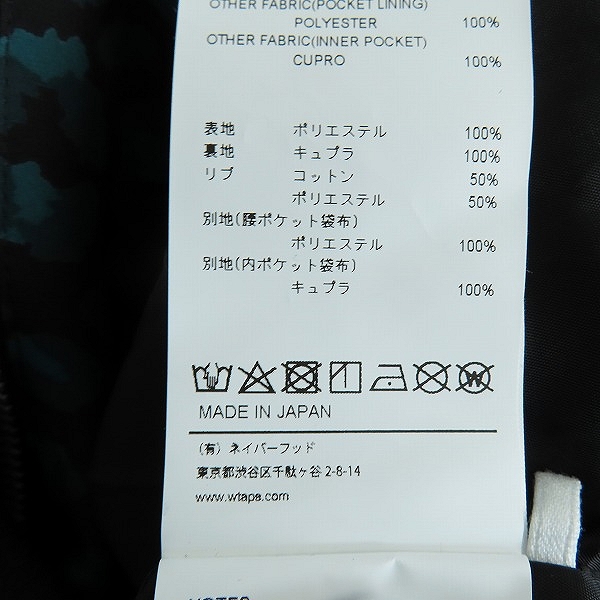 OTHER FABRIC(POCKET LINING)
POLYESTER 100%
OTHER FABRIC(INNER POCKET)
CUPRO 100%
表地 ポリエステル 100%
裏地 キュプラ 100%
リブ コットン 50%
ポリエステル 50%
別地(腰ポケット袋布)
ポリエステル 100%
別地(内ポケット袋布)
キュプラ 100%
W
MADE IN JAPAN
(有) ネイバーフッド
東京都渋谷区千駄ヶ谷 2-8-14
www.wtaps.com